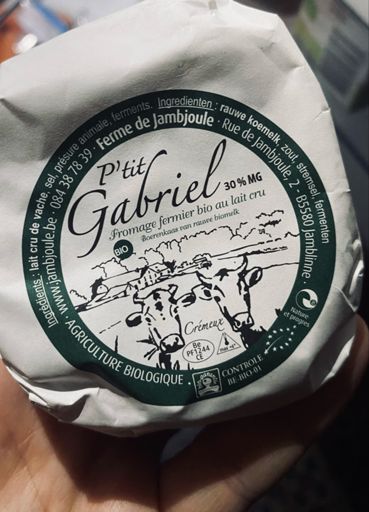 Ingrédients : lait cru de vache, sel, présure animale, ferments. Ingredienten : rauwe koemelk, zout, stremsel, fermenten
www.jambjoule.be · 084 38 78 39 · Ferme de Jambjoule · Rue de Jambjoule, 2 - B5580 Jamblinne
P'tit
Gabriel
30 % MG
Fromage fermier bio au lait cru
Boerenkaas van rauwe biomelk
BIO
Crémeux
Be
PF1244
CE
Nature
et progrès
· AGRICULTURE BIOLOGIQUE ·
CONTROLE
BE-BIO-01